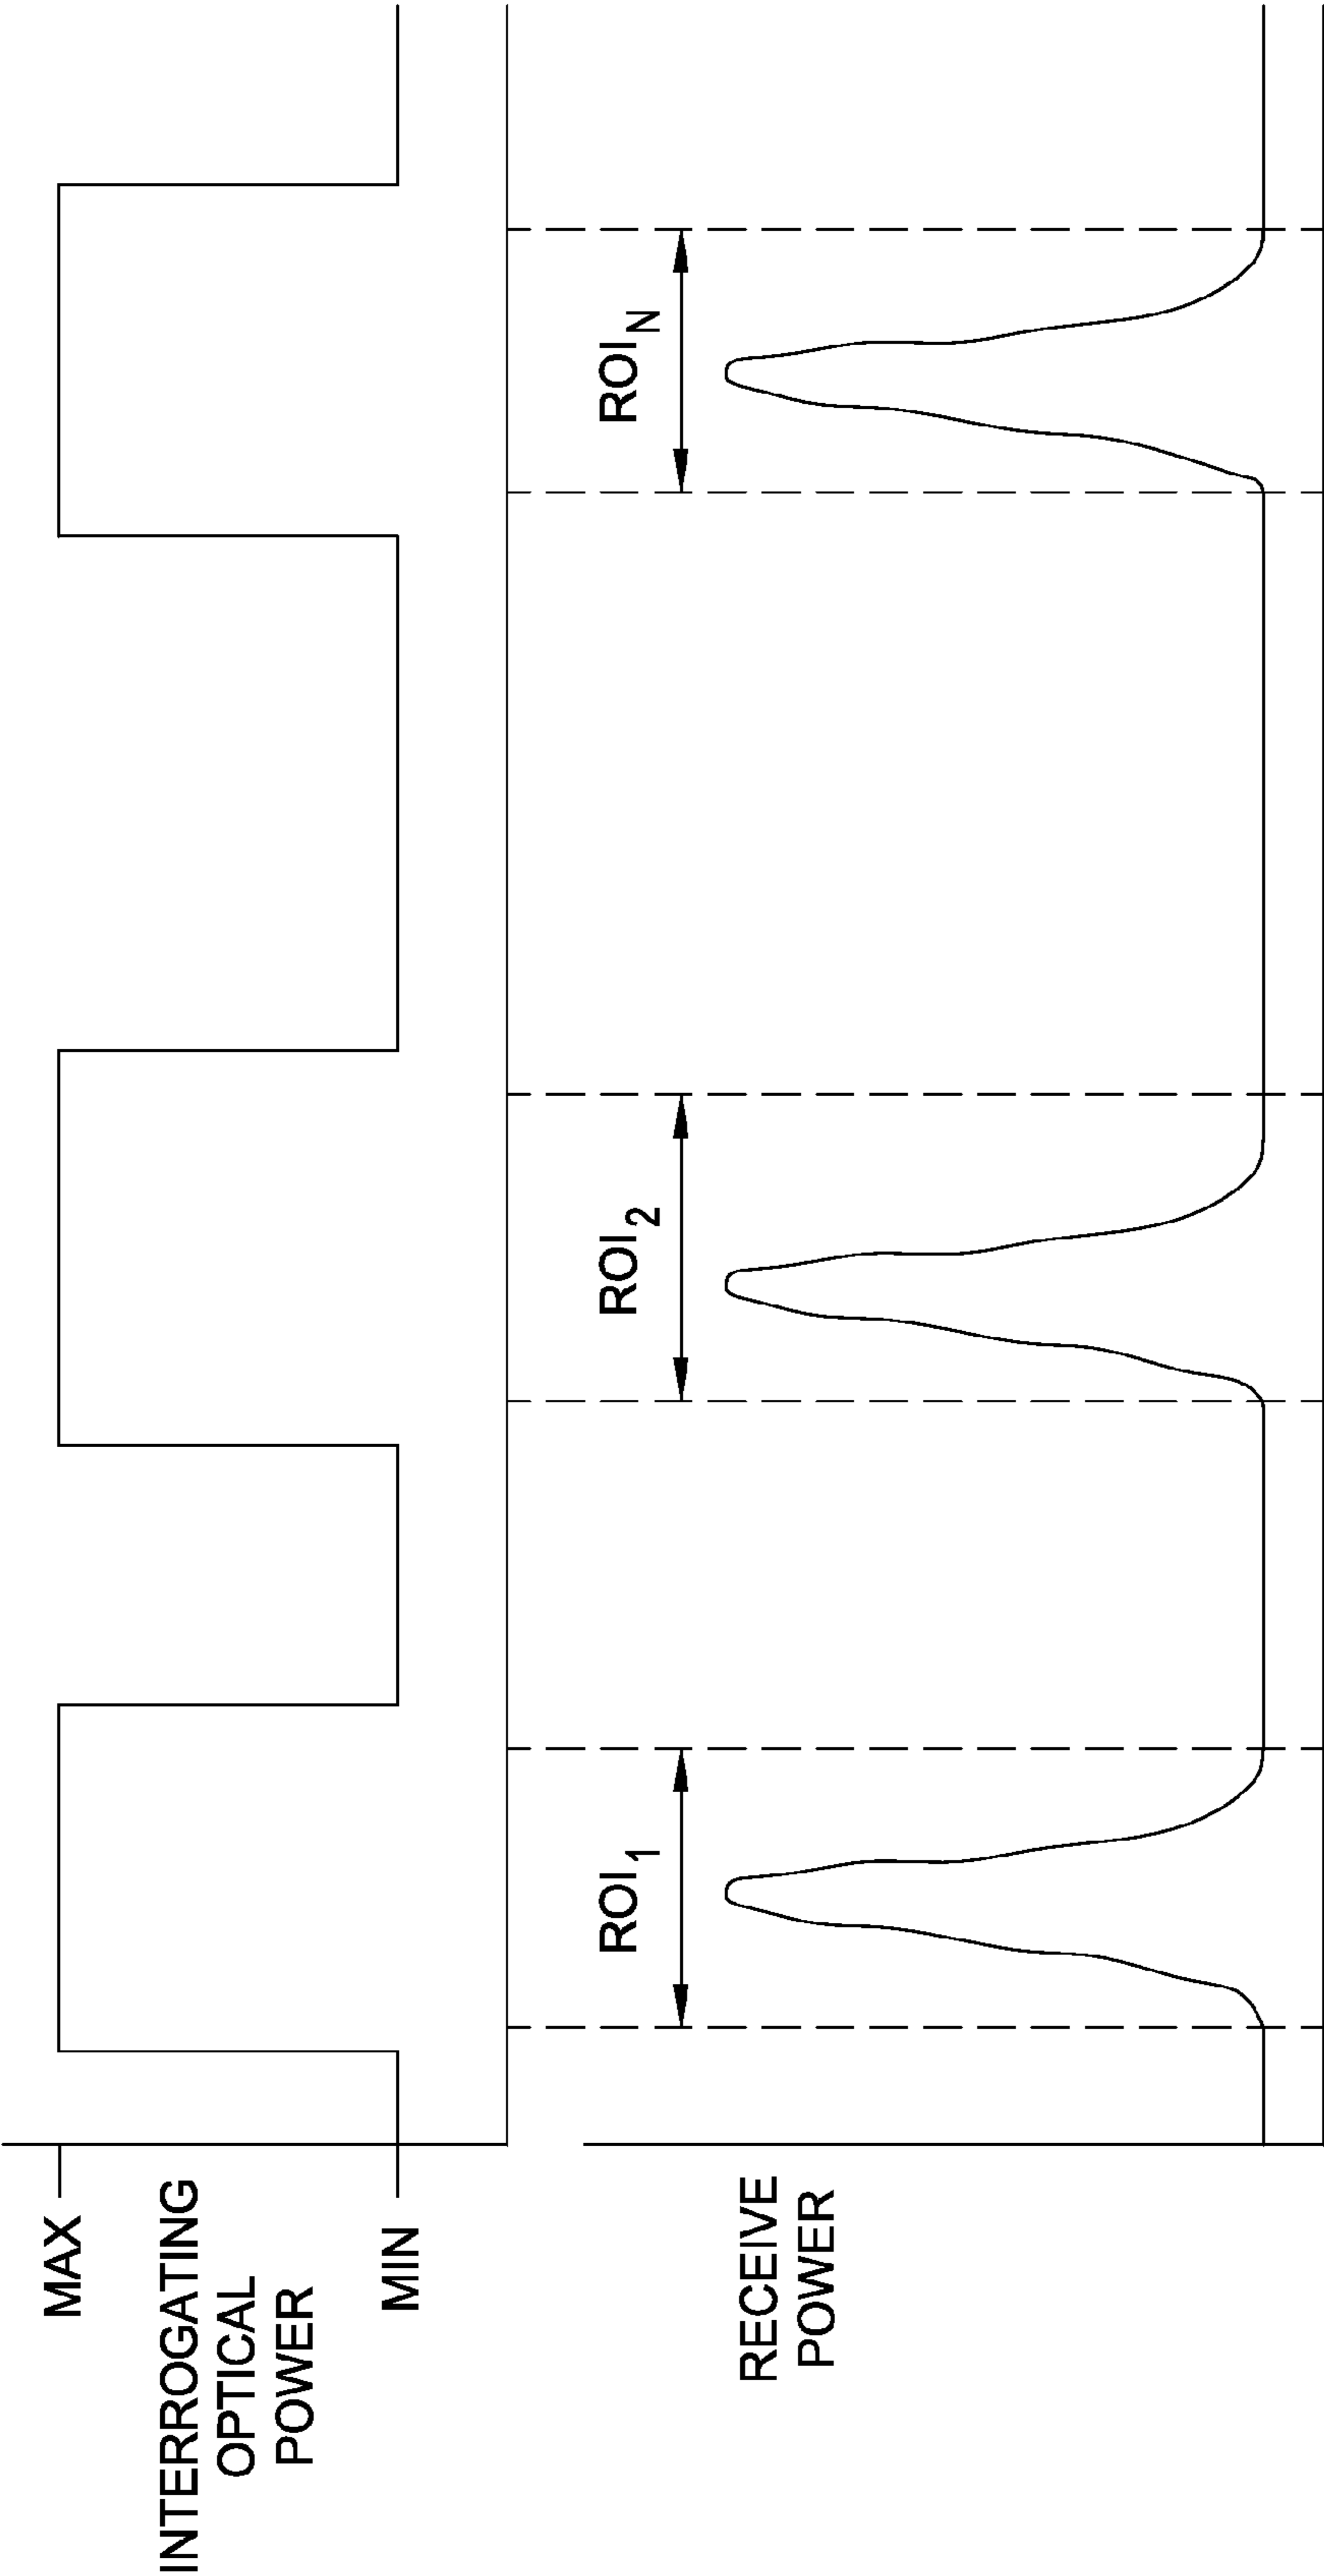 MAX
INTERROGATING
OPTICAL
POWER
MIN
RECEIVE
POWER
ROI1
ROI2
ROIN